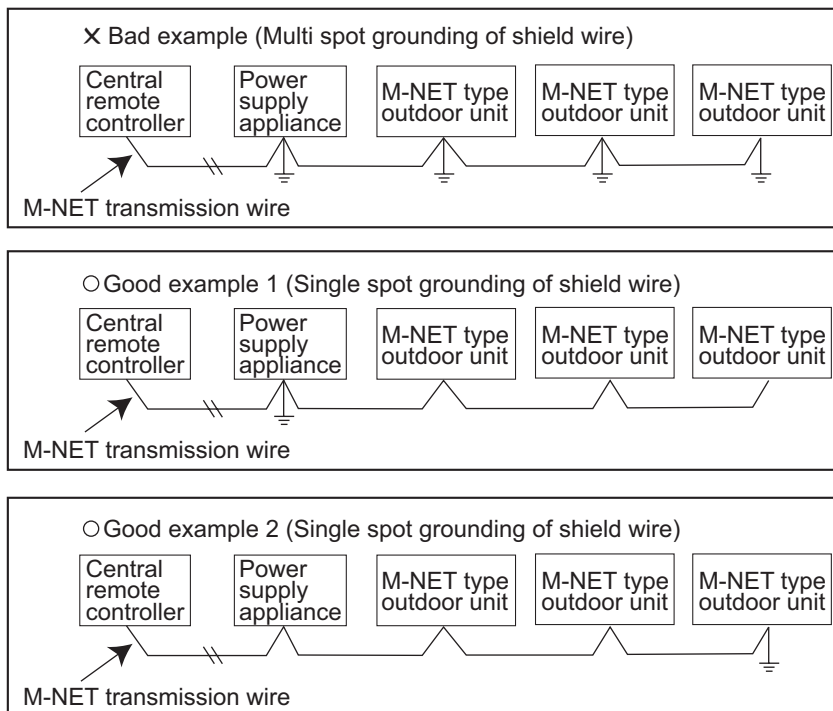 × Bad example (Multi spot grounding of shield wire)
Central
remote
controller
Power
supply
appliance
M-NET type
outdoor unit
M-NET type
outdoor unit
M-NET type
outdoor unit
M-NET transmission wire
○ Good example 1 (Single spot grounding of shield wire)
Central
remote
controller
Power
supply
appliance
M-NET type
outdoor unit
M-NET type
outdoor unit
M-NET type
outdoor unit
M-NET transmission wire
○ Good example 2 (Single spot grounding of shield wire)
Central
remote
controller
Power
supply
appliance
M-NET type
outdoor unit
M-NET type
outdoor unit
M-NET type
outdoor unit
M-NET transmission wire